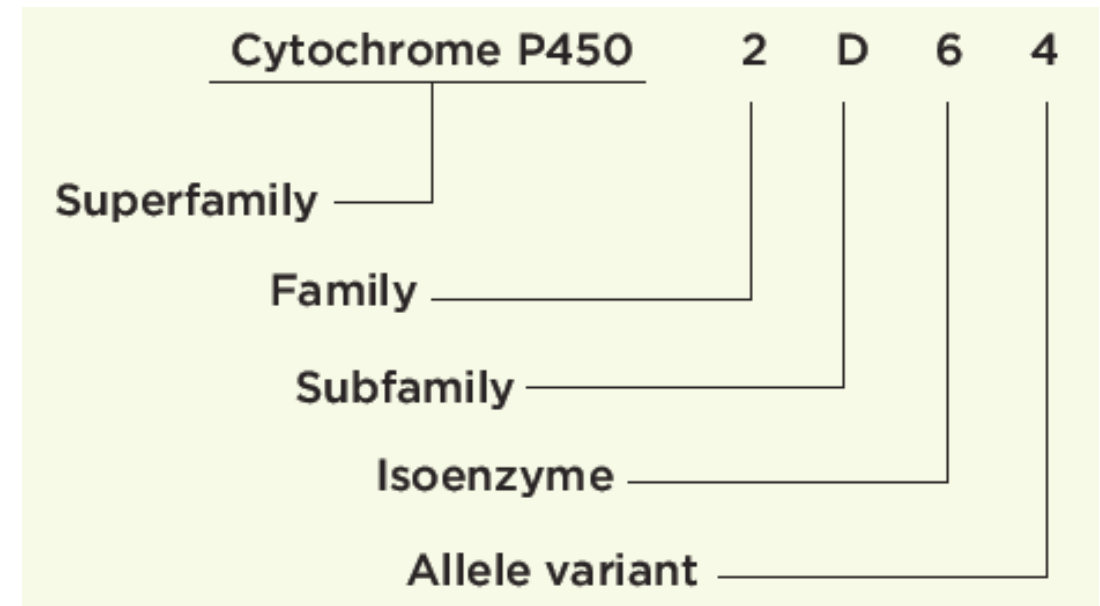 Cytochrome P450 2 D 6 4
Superfamily
Family
Subfamily
Isoenzyme
Allele variant